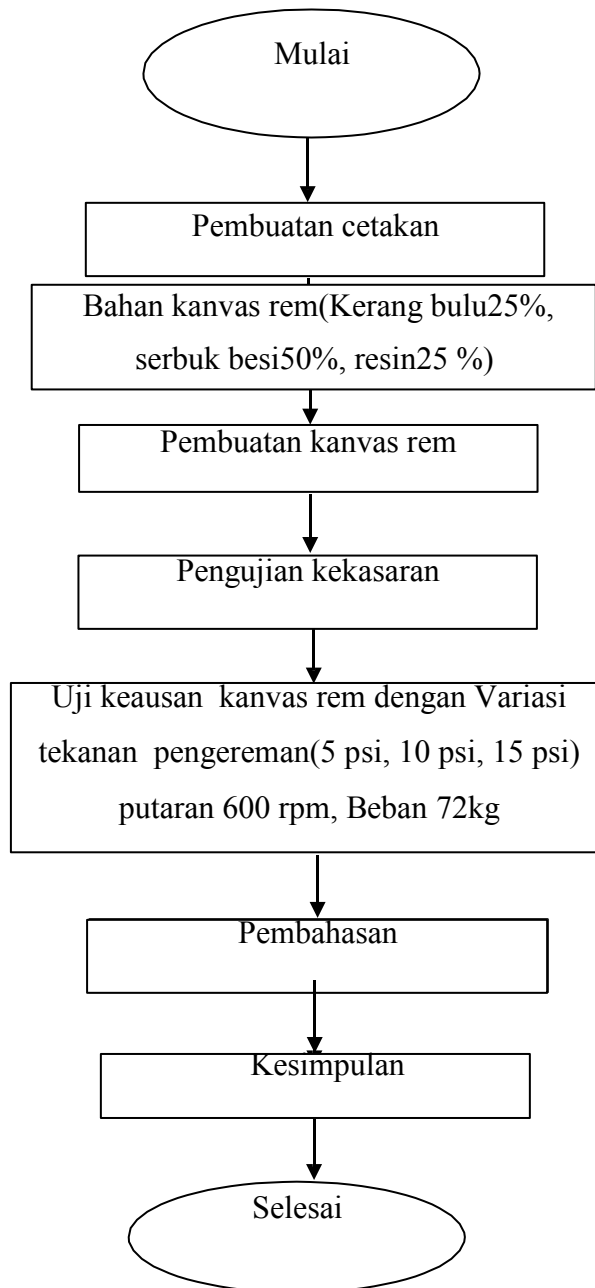 Mulai
Pembuatan cetakan
Bahan kanvas rem(Kerang bulu25%,
serbuk besi50%, resin25 %)
Pembuatan kanvas rem
Pengujian kekasaran
Uji keausan kanvas rem dengan Variasi
tekanan pengereman(5 psi, 10 psi, 15 psi)
putaran 600 rpm, Beban 72kg
Pembahasan
Kesimpulan
Selesai